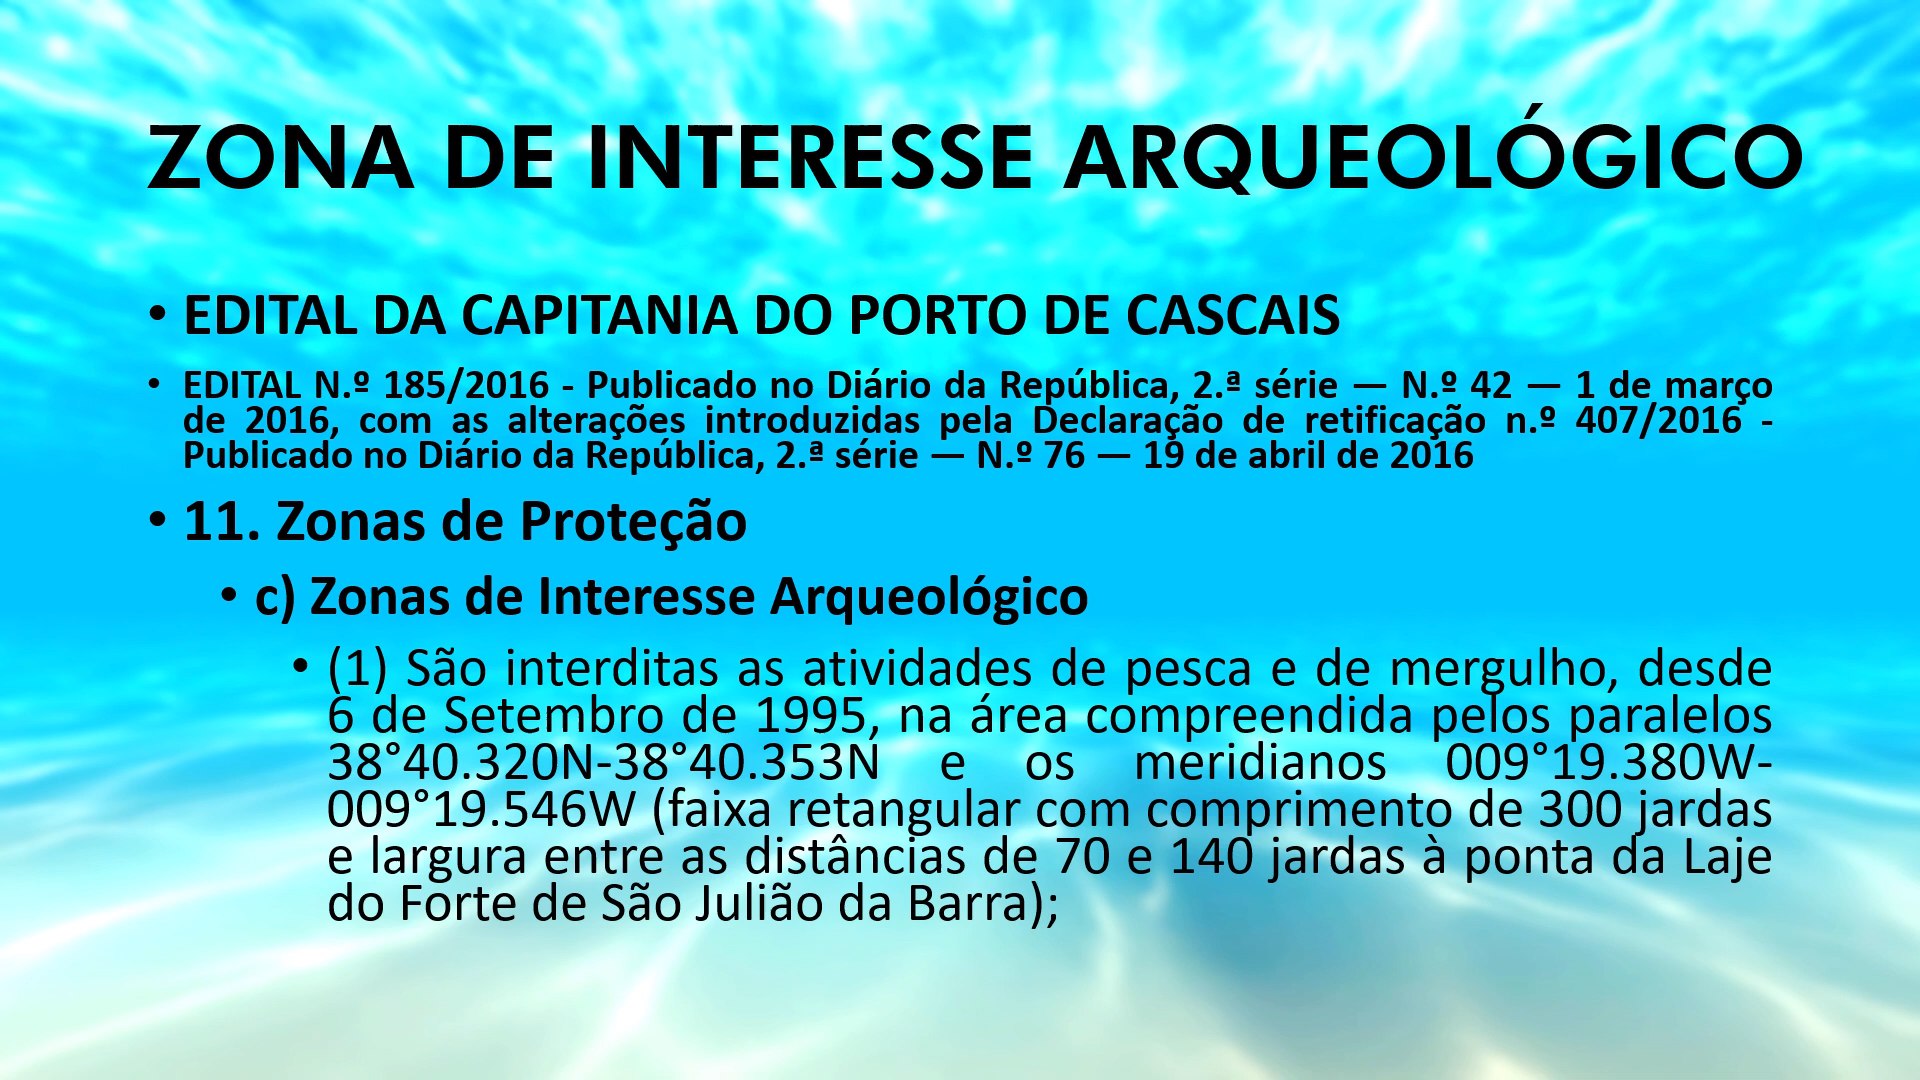 ZONA DE INTERESSE ARQUEOLÓGICO
• EDITAL DA CAPITANIA DO PORTO DE CASCAIS
• EDITAL N.º 185/2016 - Publicado no Diário da República, 2.ª série — N.º 42 — 1 de março
de 2016, com as alterações introduzidas pela Declaração de retificação n.º 407/2016 -
Publicado no Diário da República, 2.ª série — N.º 76 — 19 de abril de 2016
• 11. Zonas de Proteção
• c) Zonas de Interesse Arqueológico
• (1) São interditas as atividades de pesca e de mergulho, desde
6 de Setembro de 1995, na área compreendida pelos paralelos
38°40.320N-38°40.353N e os meridianos 009°19.380W-
009°19.546W (faixa retangular com comprimento de 300 jardas
e largura entre as distâncias de 70 e 140 jardas à ponta da Laje
do Forte de São Julião da Barra);